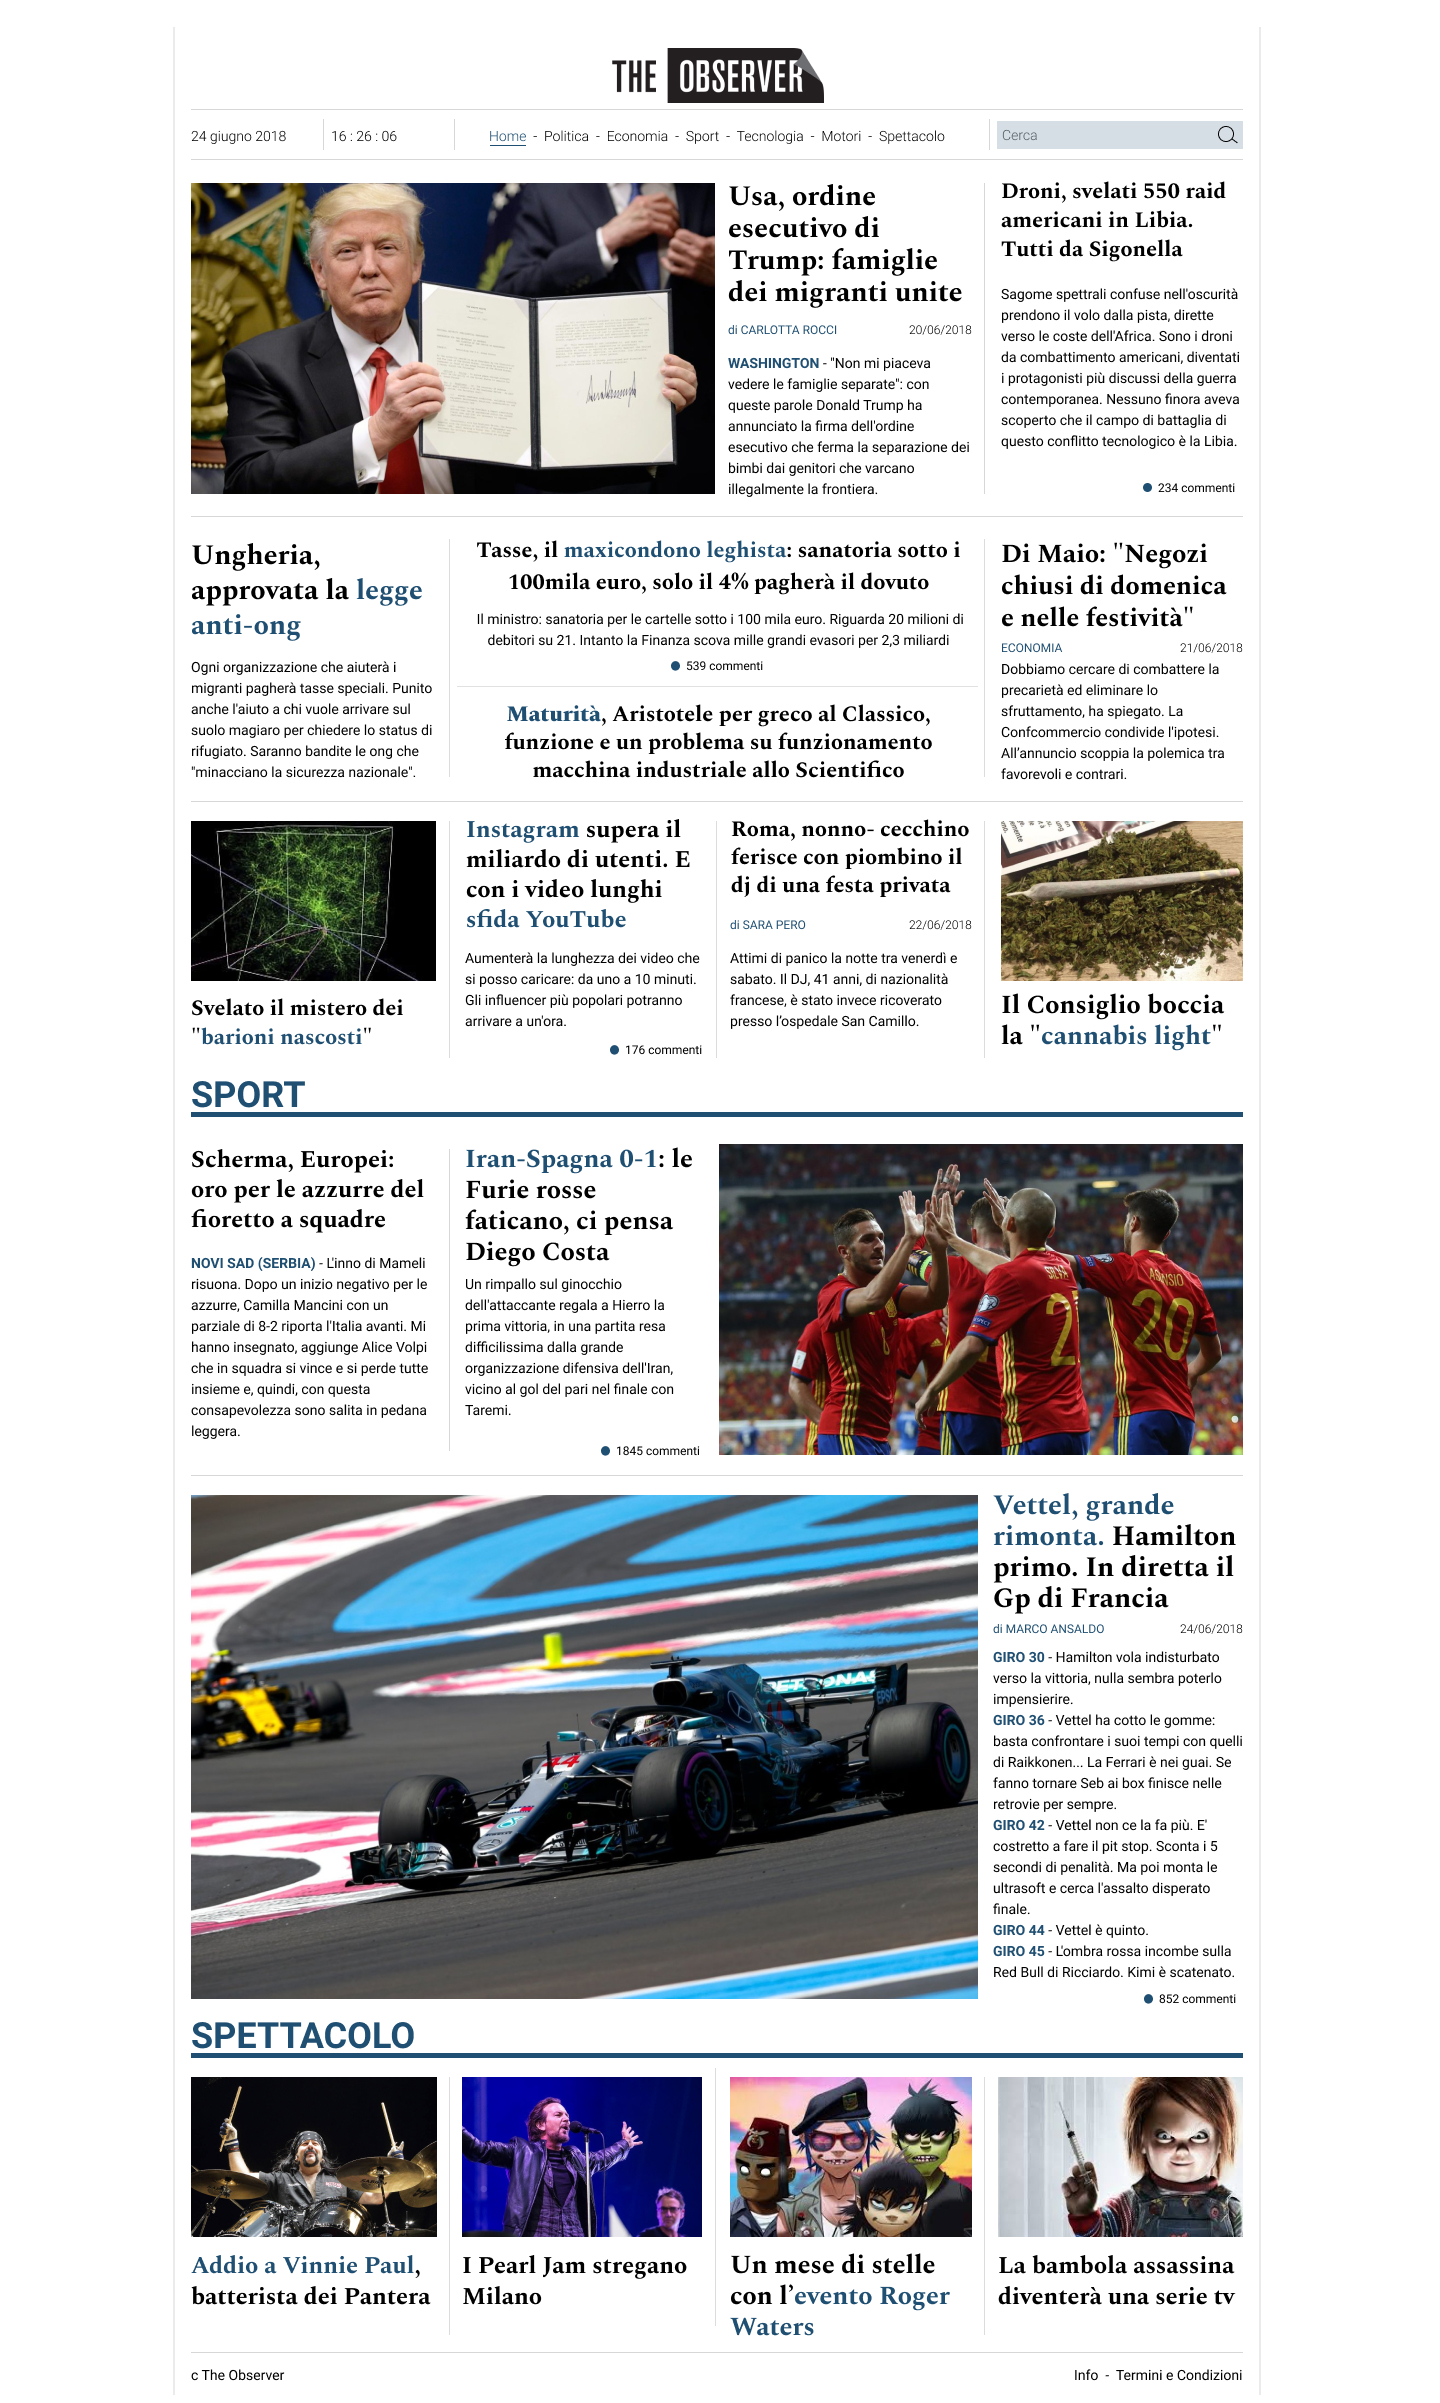 THE OBSERVER
24 giugno 2018
16 : 26 : 06
Home - Politica - Economia - Sport - Tecnologia - Motori - Spettacolo
Cerca
Usa, ordine
esecutivo di
Trump: famiglie
dei migranti unite
di CARLOTTA ROCCI 20/06/2018
WASHINGTON - "Non mi piaceva
vedere le famiglie separate": con
queste parole Donald Trump ha
annunciato la firma dell'ordine
esecutivo che ferma la separazione dei
bimbi dai genitori che varcano
illegalmente la frontiera.
Droni, svelati 550 raid
americani in Libia.
Tutti da Sigonella
Sagome spettrali confuse nell'oscurità
prendono il volo dalla pista, dirette
verso le coste dell'Africa. Sono i droni
da combattimento americani, diventati
i protagonisti più discussi della guerra
contemporanea. Nessuno finora aveva
scoperto che il campo di battaglia di
questo conflitto tecnologico è la Libia.
234 commenti
Ungheria,
approvata la legge
anti-ong
Ogni organizzazione che aiuterà i
migranti pagherà tasse speciali. Punito
anche l'aiuto a chi vuole arrivare sul
suolo magiaro per chiedere lo status di
rifugiato. Saranno bandite le ong che
"minacciano la sicurezza nazionale".
Tasse, il maxicondono leghista: sanatoria sotto i
100mila euro, solo il 4% pagherà il dovuto
Il ministro: sanatoria per le cartelle sotto i 100 mila euro. Riguarda 20 milioni di
debitori su 21. Intanto la Finanza scova mille grandi evasori per 2,3 miliardi
539 commenti
Maturità, Aristotele per greco al Classico,
funzione e un problema su funzionamento
macchina industriale allo Scientifico
Di Maio: "Negozi
chiusi di domenica
e nelle festività"
ECONOMIA 21/06/2018
Dobbiamo cercare di combattere la
precarietà ed eliminare lo
sfruttamento, ha spiegato. La
Confcommercio condivide l'ipotesi.
All'annuncio scoppia la polemica tra
favorevoli e contrari.
Svelato il mistero dei
"barioni nascosti"
Instagram supera il
miliardo di utenti. E
con i video lunghi
sfida YouTube
Aumenterà la lunghezza dei video che
si posso caricare: da uno a 10 minuti.
Gli influencer più popolari potranno
arrivare a un'ora.
176 commenti
Roma, nonno- cecchino
ferisce con piombino il
dj di una festa privata
di SARA PERO 22/06/2018
Attimi di panico la notte tra venerdì e
sabato. Il DJ, 41 anni, di nazionalità
francese, è stato invece ricoverato
presso l'ospedale San Camillo.
Il Consiglio boccia
la "cannabis light"
SPORT
Scherma, Europei:
oro per le azzurre del
fioretto a squadre
NOVI SAD (SERBIA) - L'inno di Mameli
risuona. Dopo un inizio negativo per le
azzurre, Camilla Mancini con un
parziale di 8-2 riporta l'Italia avanti. Mi
hanno insegnato, aggiunge Alice Volpi
che in squadra si vince e si perde tutte
insieme e, quindi, con questa
consapevolezza sono salita in pedana
leggera.
Iran-Spagna 0-1: le
Furie rosse
faticano, ci pensa
Diego Costa
Un rimpallo sul ginocchio
dell'attaccante regala a Hierro la
prima vittoria, in una partita resa
difficilissima dalla grande
organizzazione difensiva dell'Iran,
vicino al gol del pari nel finale con
Taremi.
1845 commenti
SILVA
ASENSIO
20
Vettel, grande
rimonta. Hamilton
primo. In diretta il
Gp di Francia
di MARCO ANSALDO 24/06/2018
GIRO 30 - Hamilton vola indisturbato
verso la vittoria, nulla sembra poterlo
impensierire.
GIRO 36 - Vettel ha cotto le gomme:
basta confrontare i suoi tempi con quelli
di Raikkonen... La Ferrari è nei guai. Se
fanno tornare Seb ai box finisce nelle
retrovie per sempre.
GIRO 42 - Vettel non ce la fa più. E'
costretto a fare il pit stop. Sconta i 5
secondi di penalità. Ma poi monta le
ultrasoft e cerca l'assalto disperato
finale.
GIRO 44 - Vettel è quinto.
GIRO 45 - L'ombra rossa incombe sulla
Red Bull di Ricciardo. Kimi è scatenato.
852 commenti
PETRONAS
EPSON
44
SPETTACOLO
Addio a Vinnie Paul,
batterista dei Pantera
I Pearl Jam stregano
Milano
Un mese di stelle
con l'evento Roger
Waters
La bambola assassina
diventerà una serie tv
c The Observer
Info - Termini e Condizioni